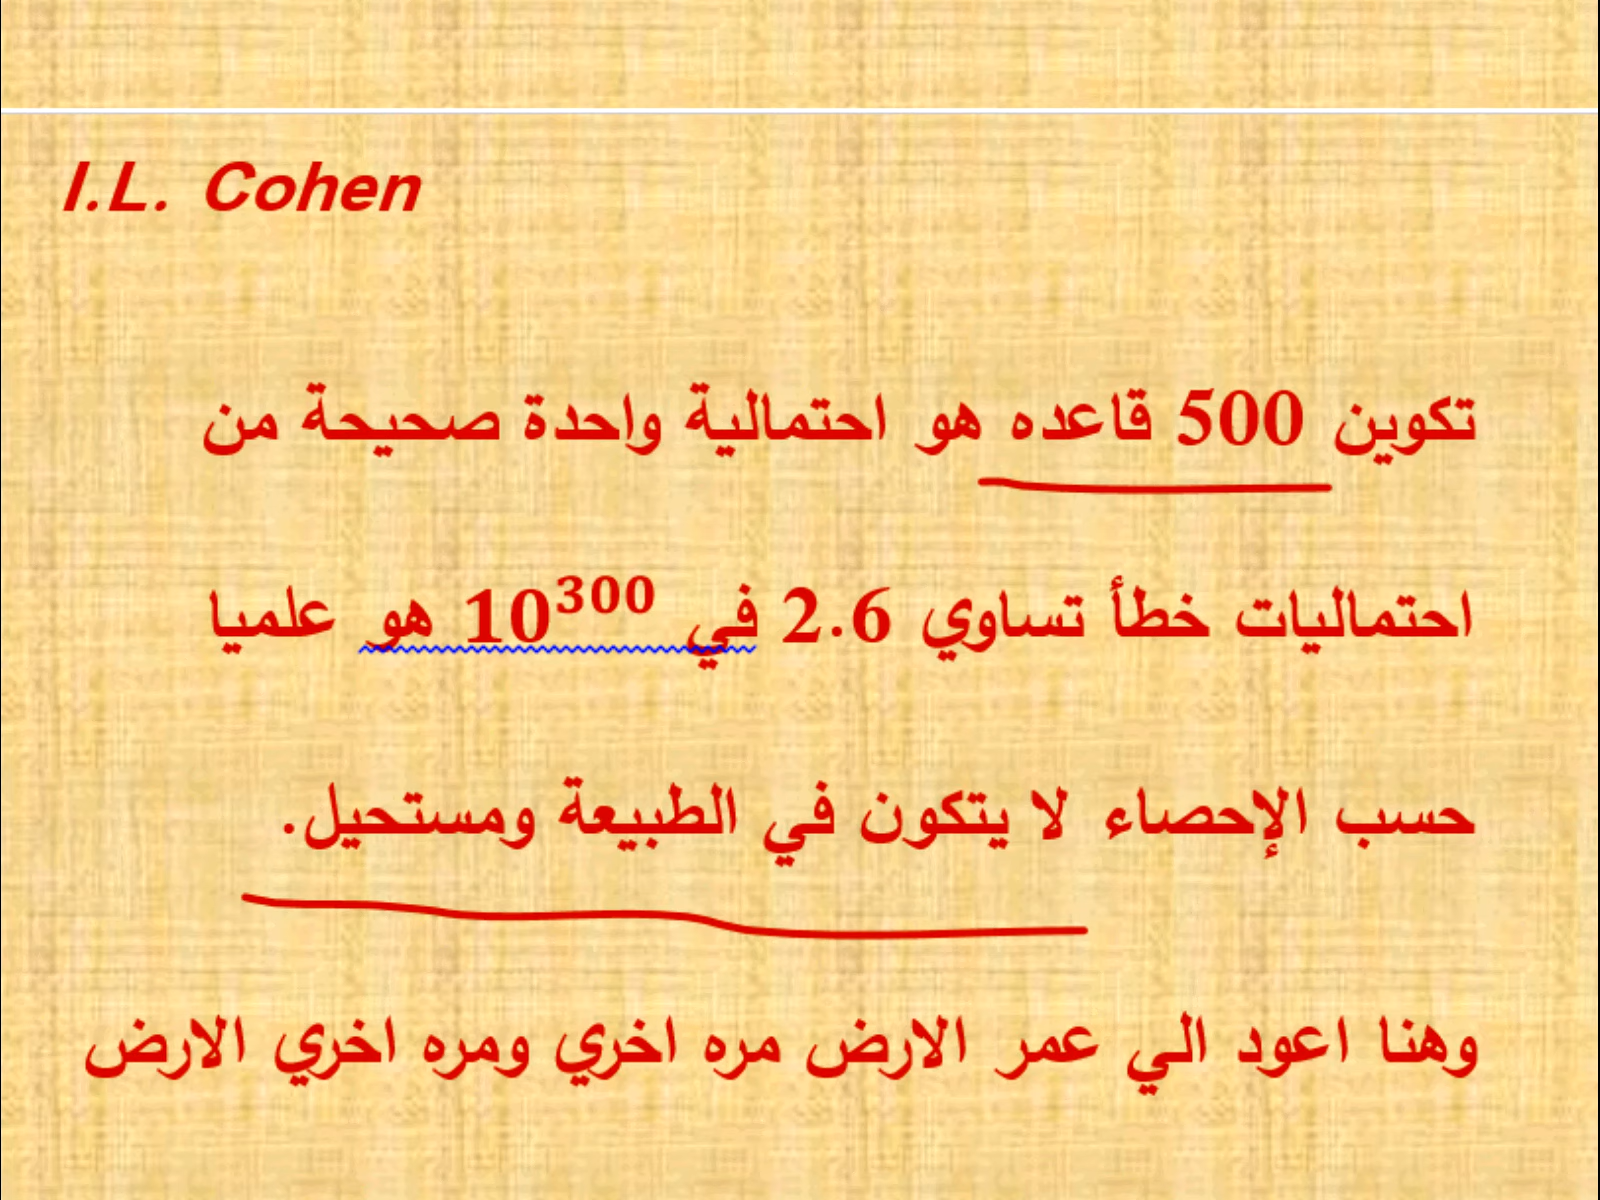 I.L. Cohen
تكوين 500 قاعده هو احتمالية واحدة صحيحة من
احتماليات خطأ تساوي 2.6 في 10³⁰⁰ هو علميا
حسب الإحصاء لا يتكون في الطبيعة ومستحيل.
وهنا اعود الي عمر الارض مره اخري ومره اخري الارض